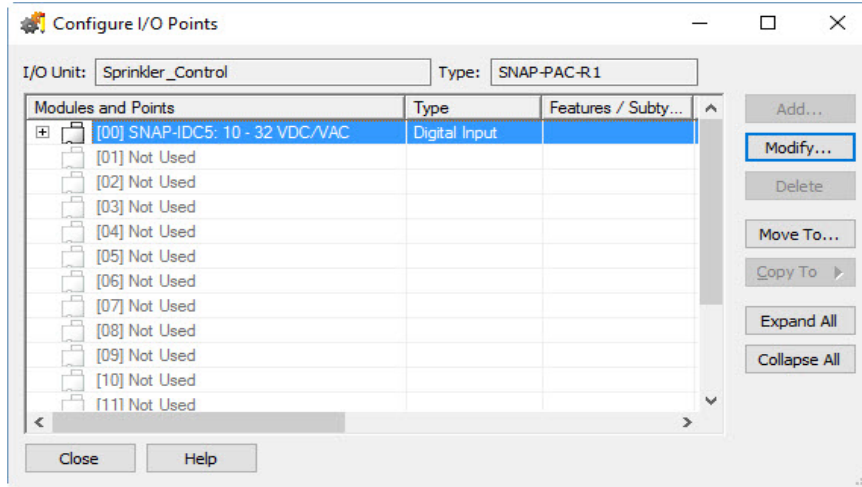 Configure I/O Points
I/O Unit: Sprinkler_Control Type: SNAP-PAC-R1
Modules and Points Type Features / Subty...
[00] SNAP-IDC5: 10 - 32 VDC/VAC Digital Input
[01] Not Used
[02] Not Used
[03] Not Used
[04] Not Used
[05] Not Used
[06] Not Used
[07] Not Used
[08] Not Used
[09] Not Used
[10] Not Used
[11] Not Used
Add...
Modify...
Delete
Move To...
Copy To
Expand All
Collapse All
Close Help